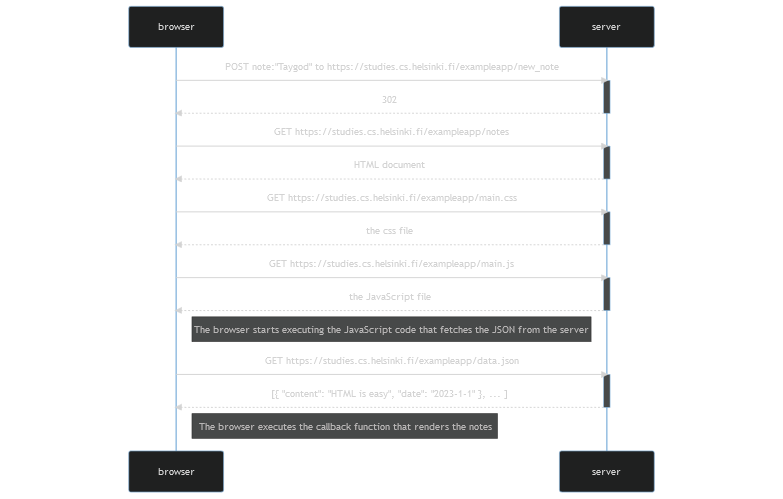 browser
server
POST note:"Taygod" to https://studies.cs.helsinki.fi/exampleapp/new_note
302
GET https://studies.cs.helsinki.fi/exampleapp/notes
HTML document
GET https://studies.cs.helsinki.fi/exampleapp/main.css
the css file
GET https://studies.cs.helsinki.fi/exampleapp/main.js
the JavaScript file
The browser starts executing the JavaScript code that fetches the JSON from the server
GET https://studies.cs.helsinki.fi/exampleapp/data.json
[{ "content": "HTML is easy", "date": "2023-1-1" }, ... ]
The browser executes the callback function that renders the notes
browser
server